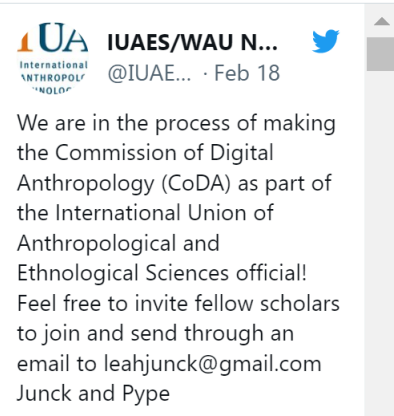 IUA
International
IUAES/WAU N...
@IUAE... · Feb 18
We are in the process of making
the Commission of Digital
Anthropology (CoDA) as part of
the International Union of
Anthropological and
Ethnological Sciences official!
Feel free to invite fellow scholars
to join and send through an
email to leahjunck@gmail.com
Junck and Pype